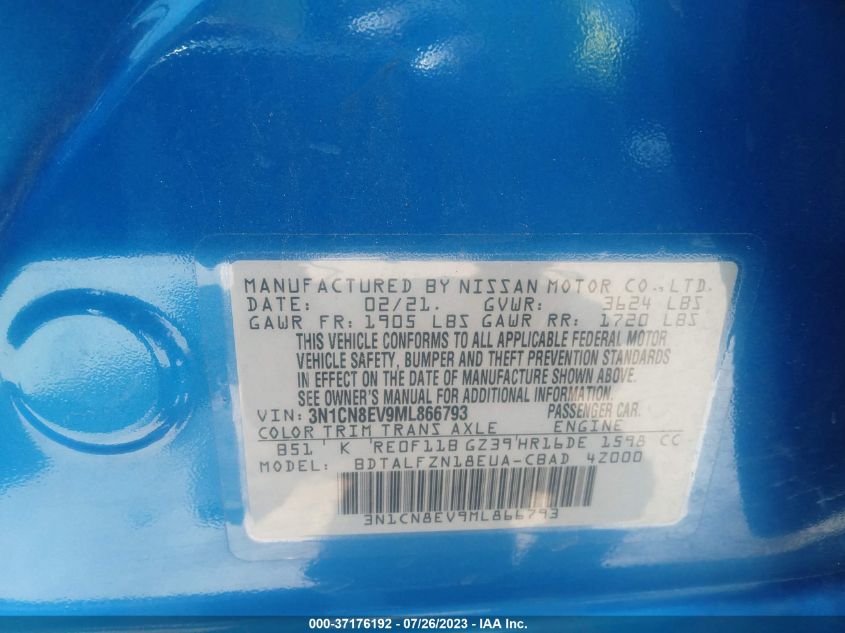 MANUFACTURED BY NISSAN MOTOR CO.,LTD.
DATE: 02/21. GVWR: 3624 LBS
GAWR FR: 1905 LBS GAWR RR: 1720 LBS
THIS VEHICLE CONFORMS TO ALL APPLICABLE FEDERAL MOTOR
VEHICLE SAFETY, BUMPER AND THEFT PREVENTION STANDARDS
IN EFFECT ON THE DATE OF MANUFACTURE SHOWN ABOVE.
SEE OWNER'S MANUAL FOR ADDITIONAL INFORMATION.
VIN: 3N1CN8EV9ML866793 PASSENGER CAR.
COLOR TRIM TRANS AXLE ENGINE
B51 ' K 'RE0F11B GZ39'HR16DE 1598 CC
MODEL: BDTALFZN18EUA-CBAD 4Z000
3N1CN8EV9ML866793
000-37176192 - 07/26/2023 - IAA Inc.